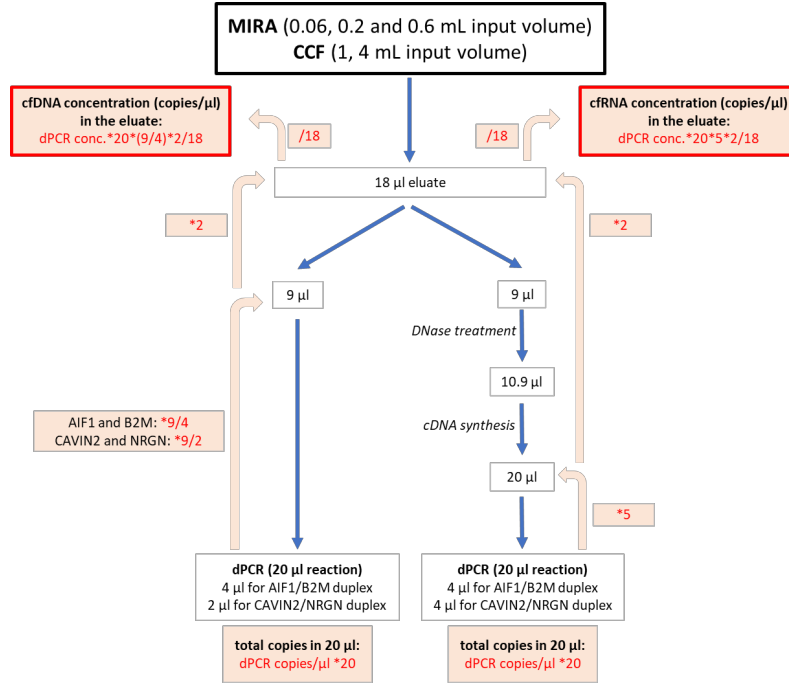 MIRA (0.06, 0.2 and 0.6 mL input volume)
CCF (1, 4 mL input volume)
cfDNA concentration (copies/µl)
in the eluate:
dPCR conc.*20*(9/4)*2/18
/18
/18
cfRNA concentration (copies/µl)
in the eluate:
dPCR conc.*20*5*2/18
18 µl eluate
*2
*2
9 µl
9 µl
DNase treatment
10.9 µl
AIF1 and B2M: *9/4
CAVIN2 and NRGN: *9/2
cDNA synthesis
20 µl
*5
dPCR (20 µl reaction)
4 µl for AIF1/B2M duplex
2 µl for CAVIN2/NRGN duplex
dPCR (20 µl reaction)
4 µl for AIF1/B2M duplex
4 µl for CAVIN2/NRGN duplex
total copies in 20 µl:
dPCR copies/µl *20
total copies in 20 µl:
dPCR copies/µl *20